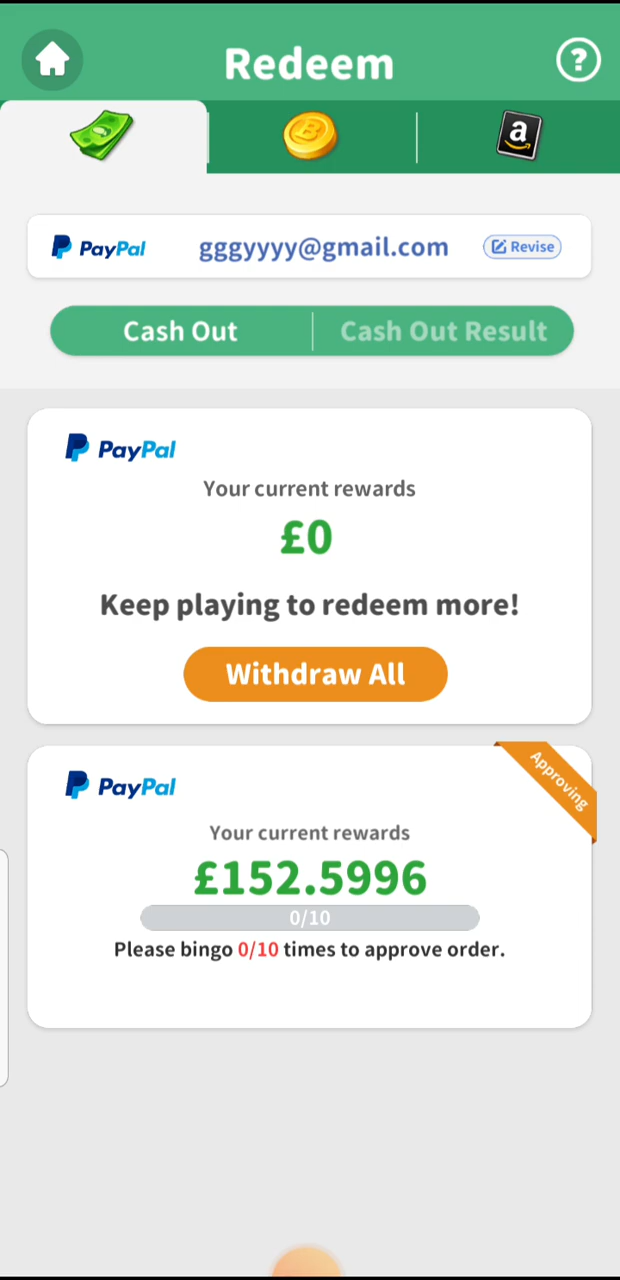 Redeem
?
B
a
PayPal gggyyyy@gmail.com Revise
Cash Out Cash Out Result
PayPal
Your current rewards
£0
Keep playing to redeem more!
Withdraw All
Approving
PayPal
Your current rewards
£152.5996
0/10
Please bingo 0/10 times to approve order.